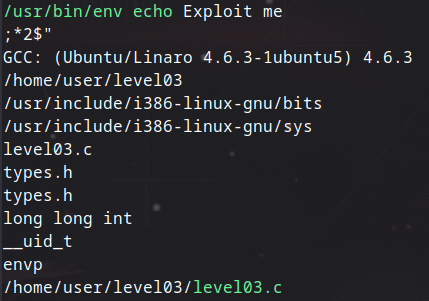 /usr/bin/env echo Exploit me
;*2$"
GCC: (Ubuntu/Linaro 4.6.3-1ubuntu5) 4.6.3
/home/user/level03
/usr/include/i386-linux-gnu/bits
/usr/include/i386-linux-gnu/sys
level03.c
types.h
types.h
long long int
__uid_t
envp
/home/user/level03/level03.c